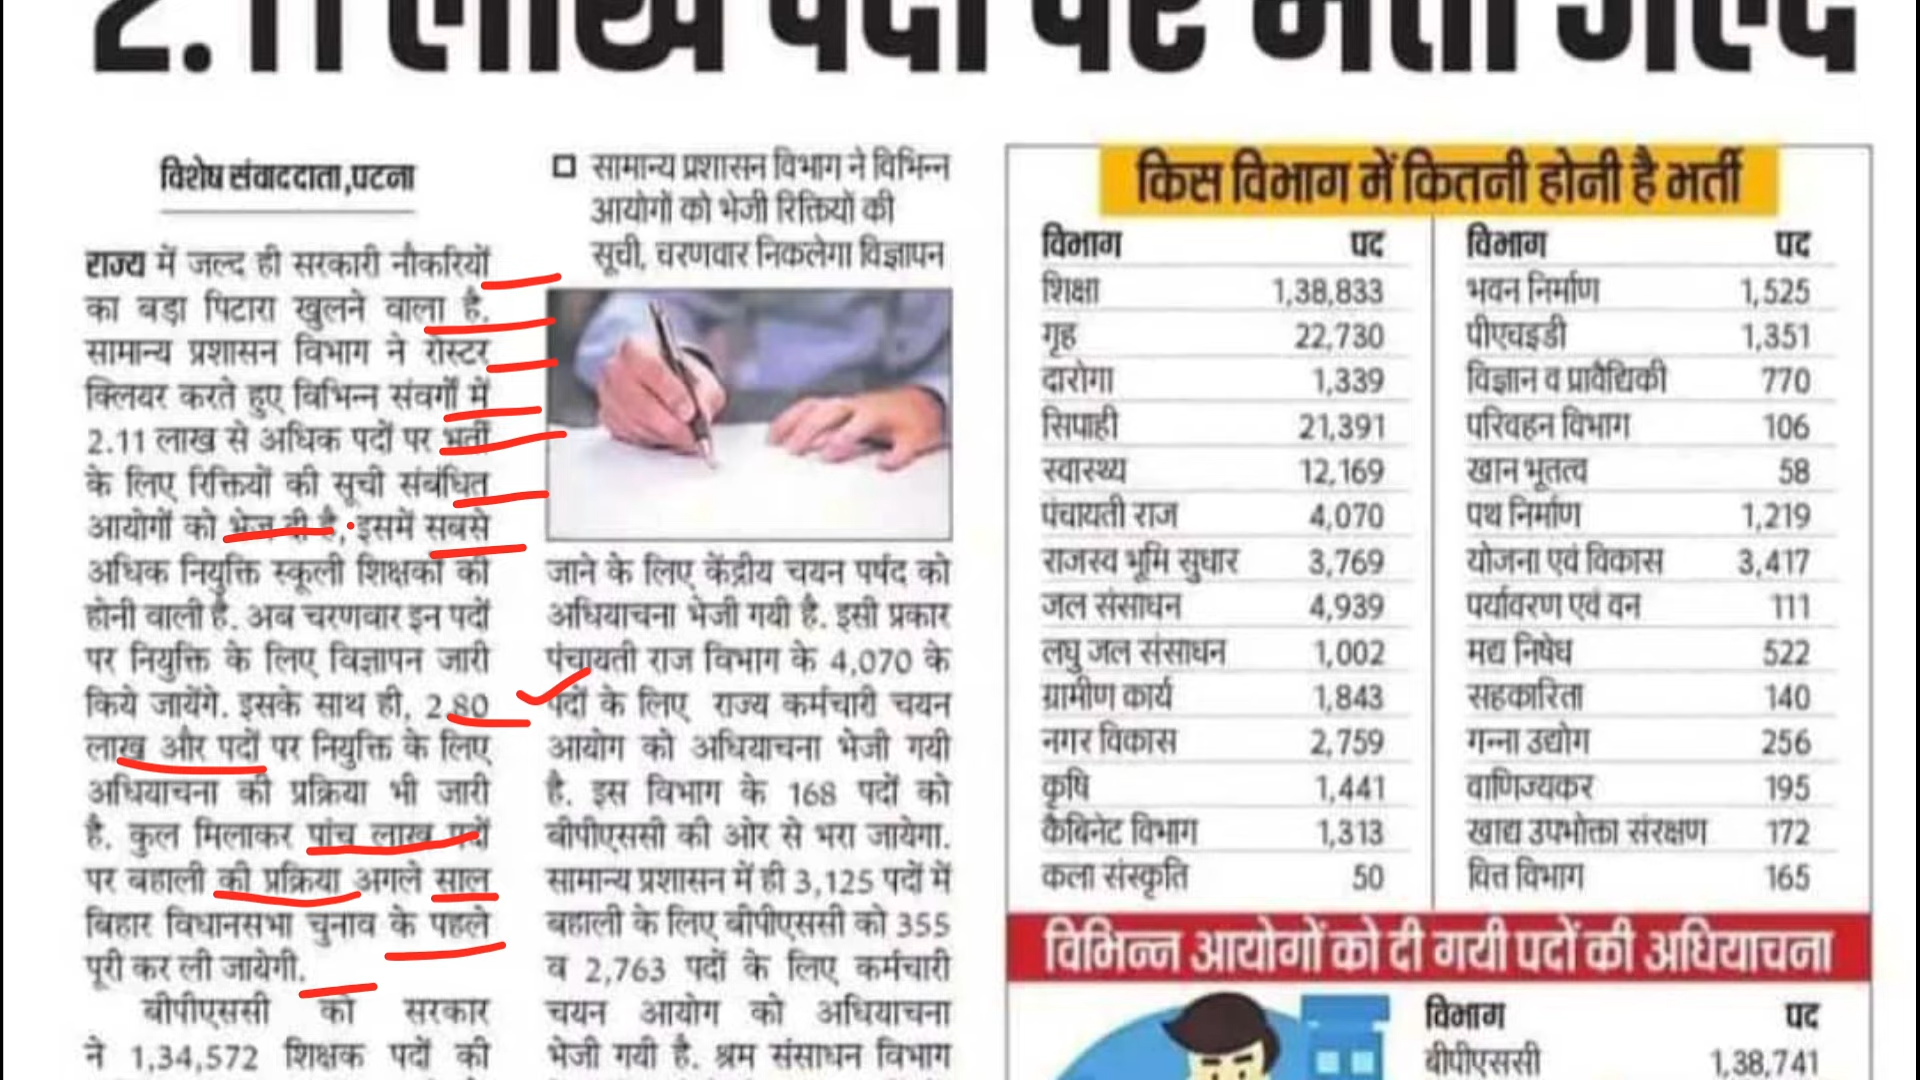 2.11 लाख पदों पर भर्ती जल्द
विशेष संवाददाता,पटना
राज्य में जल्द ही सरकारी नौकरियों
का बड़ा पिटारा खुलने वाला है.
सामान्य प्रशासन विभाग ने रोस्टर
क्लियर करते हुए विभिन्न संवर्गों में
2.11 लाख से अधिक पदों पर भर्ती
के लिए रिक्तियों की सूची संबंधित
आयोगों को भेज दी है, इसमें सबसे
अधिक नियुक्ति स्कूली शिक्षकों की
होनी वाली है. अब चरणवार इन पदों
पर नियुक्ति के लिए विज्ञापन जारी
किये जायेंगे. इसके साथ ही, 2.80
लाख और पदों पर नियुक्ति के लिए
अधियाचना की प्रक्रिया भी जारी
है. कुल मिलाकर पांच लाख पदों
पर बहाली की प्रक्रिया अगले साल
बिहार विधानसभा चुनाव के पहले
पूरी कर ली जायेगी.
बीपीएससी को सरकार
ने 1,34,572 शिक्षक पदों की
सामान्य प्रशासन विभाग ने विभिन्न
आयोगों को भेजी रिक्तियों की
सूची, चरणवार निकलेगा विज्ञापन
जाने के लिए केंद्रीय चयन पर्षद को
अधियाचना भेजी गयी है. इसी प्रकार
पंचायती राज विभाग के 4,070 के
पदों के लिए राज्य कर्मचारी चयन
आयोग को अधियाचना भेजी गयी
है. इस विभाग के 168 पदों को
बीपीएससी की ओर से भरा जायेगा.
सामान्य प्रशासन में ही 3,125 पदों में
बहाली के लिए बीपीएससी को 355
व 2,763 पदों के लिए कर्मचारी
चयन आयोग को अधियाचना
भेजी गयी है. श्रम संसाधन विभाग
किस विभाग में कितनी होनी है भर्ती
विभाग पद
शिक्षा 1,38,833
गृह 22,730
दारोगा 1,339
सिपाही 21,391
स्वास्थ्य 12,169
पंचायती राज 4,070
राजस्व भूमि सुधार 3,769
जल संसाधन 4,939
लघु जल संसाधन 1,002
ग्रामीण कार्य 1,843
नगर विकास 2,759
कृषि 1,441
कैबिनेट विभाग 1,313
कला संस्कृति 50
विभाग पद
भवन निर्माण 1,525
पीएचइडी 1,351
विज्ञान व प्रावैद्यिकी 770
परिवहन विभाग 106
खान भूतत्व 58
पथ निर्माण 1,219
योजना एवं विकास 3,417
पर्यावरण एवं वन 111
मद्य निषेध 522
सहकारिता 140
गन्ना उद्योग 256
वाणिज्यकर 195
खाद्य उपभोक्ता संरक्षण 172
वित्त विभाग 165
विभिन्न आयोगों को दी गयी पदों की अधियाचना
विभाग पद
बीपीएससी 1,38,741